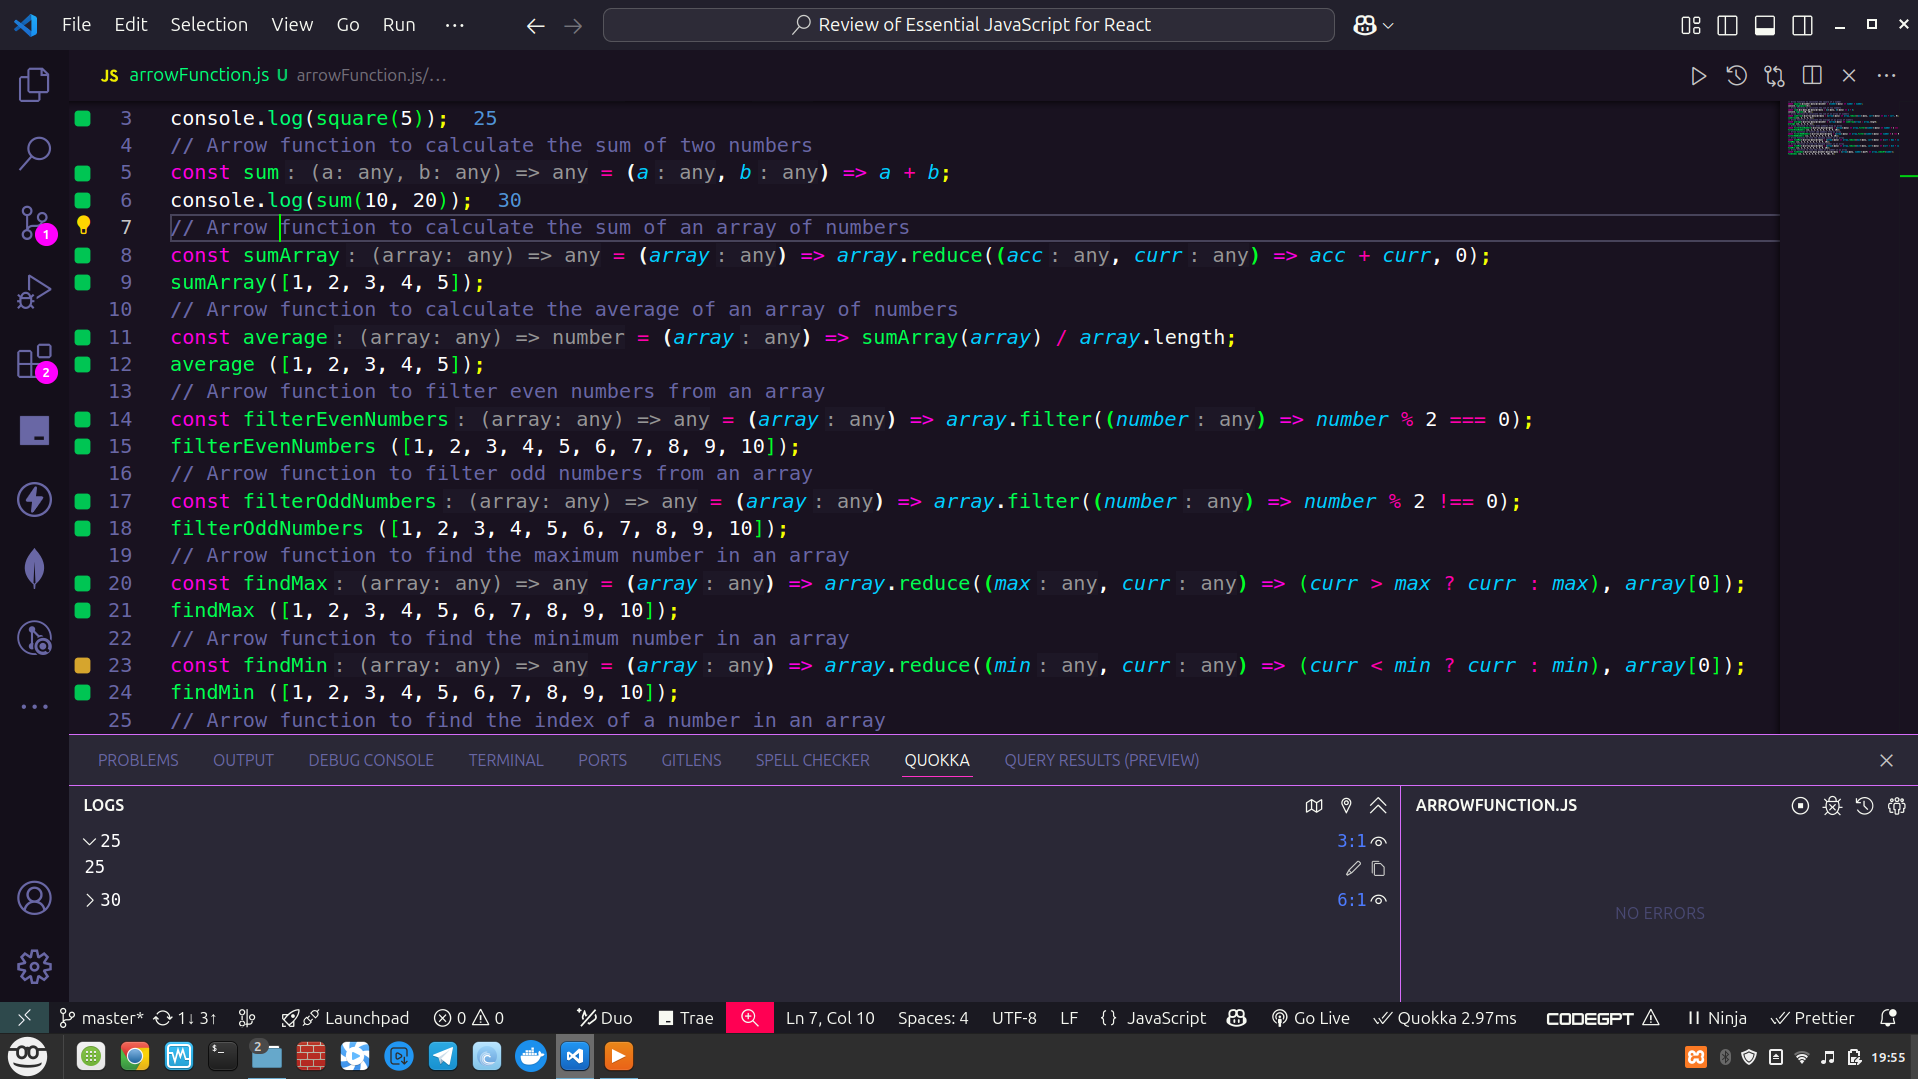 File Edit Selection View Go Run ···
Review of Essential JavaScript for React
JS arrowFunction.js U arrowFunction.js/...
3 console.log(square(5)); 25
4 // Arrow function to calculate the sum of two numbers
5 const sum: (a: any, b: any) => any = (a: any, b: any) => a + b;
6 console.log(sum(10, 20)); 30
7 // Arrow function to calculate the sum of an array of numbers
8 const sumArray: (array: any) => any = (array: any) => array.reduce((acc: any, curr: any) => acc + curr, 0);
9 sumArray([1, 2, 3, 4, 5]);
10 // Arrow function to calculate the average of an array of numbers
11 const average: (array: any) => number = (array: any) => sumArray(array) / array.length;
12 average ([1, 2, 3, 4, 5]);
13 // Arrow function to filter even numbers from an array
14 const filterEvenNumbers: (array: any) => any = (array: any) => array.filter((number: any) => number % 2 === 0);
15 filterEvenNumbers ([1, 2, 3, 4, 5, 6, 7, 8, 9, 10]);
16 // Arrow function to filter odd numbers from an array
17 const filterOddNumbers: (array: any) => any = (array: any) => array.filter((number: any) => number % 2 !== 0);
18 filterOddNumbers ([1, 2, 3, 4, 5, 6, 7, 8, 9, 10]);
19 // Arrow function to find the maximum number in an array
20 const findMax: (array: any) => any = (array: any) => array.reduce((max: any, curr: any) => (curr > max ? curr : max), array[0]);
21 findMax ([1, 2, 3, 4, 5, 6, 7, 8, 9, 10]);
22 // Arrow function to find the minimum number in an array
23 const findMin: (array: any) => any = (array: any) => array.reduce((min: any, curr: any) => (curr < min ? curr : min), array[0]);
24 findMin ([1, 2, 3, 4, 5, 6, 7, 8, 9, 10]);
25 // Arrow function to find the index of a number in an array
1
2
PROBLEMS OUTPUT DEBUG CONSOLE TERMINAL PORTS GITLENS SPELL CHECKER QUOKKA QUERY RESULTS (PREVIEW)
LOGS
25 3:1
25
30 6:1
ARROWFUNCTION.JS
NO ERRORS
master* 1↓ 3↑ Launchpad 0 0 Duo Trae Ln 7, Col 10 Spaces: 4 UTF-8 LF {} JavaScript Go Live Quokka 2.97ms CODEGPT Ninja Prettier
2 19:55